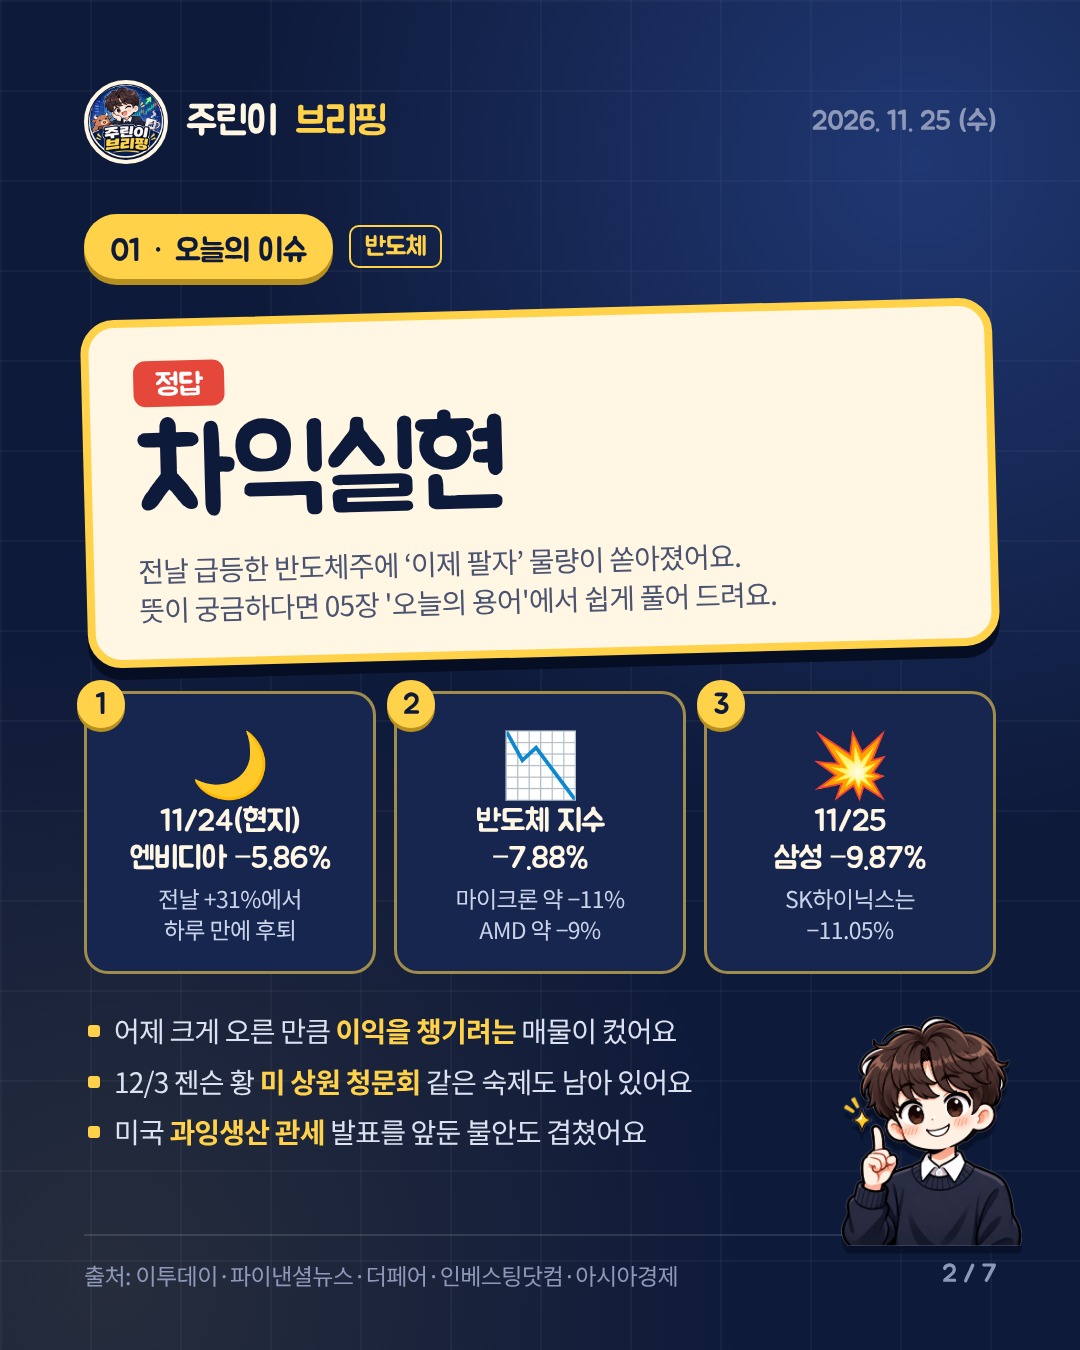 주린이 브리핑
주린이 브리핑
2026. 11. 25 (수)
01 · 오늘의 이슈
반도체
정답
차익실현
전날 급등한 반도체주에 ‘이제 팔자’ 물량이 쏟아졌어요.
뜻이 궁금하다면 05장 '오늘의 용어'에서 쉽게 풀어 드려요.
1
11/24(현지)
엔비디아 −5.86%
전날 +31%에서
하루 만에 후퇴
2
반도체 지수
−7.88%
마이크론 약 −11%
AMD 약 −9%
3
11/25
삼성 −9.87%
SK하이닉스는
−11.05%
어제 크게 오른 만큼 이익을 챙기려는 매물이 컸어요
12/3 젠슨 황 미 상원 청문회 같은 숙제도 남아 있어요
미국 과잉생산 관세 발표를 앞둔 불안도 겹쳤어요
출처: 이투데이·파이낸셜뉴스·더페어·인베스팅닷컴·아시아경제
2 / 7